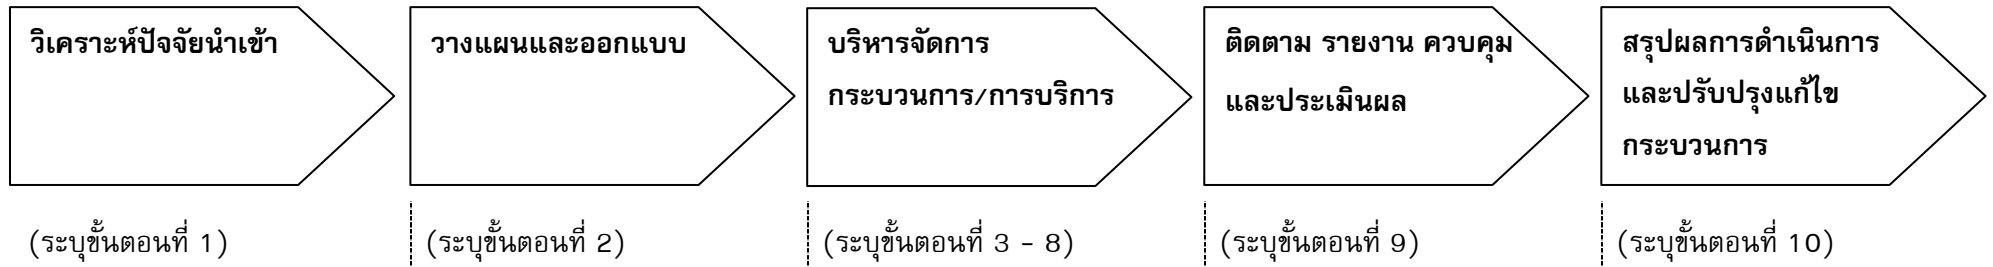 วิเคราะห์ปัจจัยนำเข้า
วางแผนและออกแบบ
บริหารจัดการ
กระบวนการ/การบริการ
ติดตาม รายงาน ควบคุม
และประเมินผล
สรุปผลการดำเนินการ
และปรับปรุงแก้ไข
กระบวนการ
(ระบุขั้นตอนที่ 1)
(ระบุขั้นตอนที่ 2)
(ระบุขั้นตอนที่ 3 - 8)
(ระบุขั้นตอนที่ 9)
(ระบุขั้นตอนที่ 10)